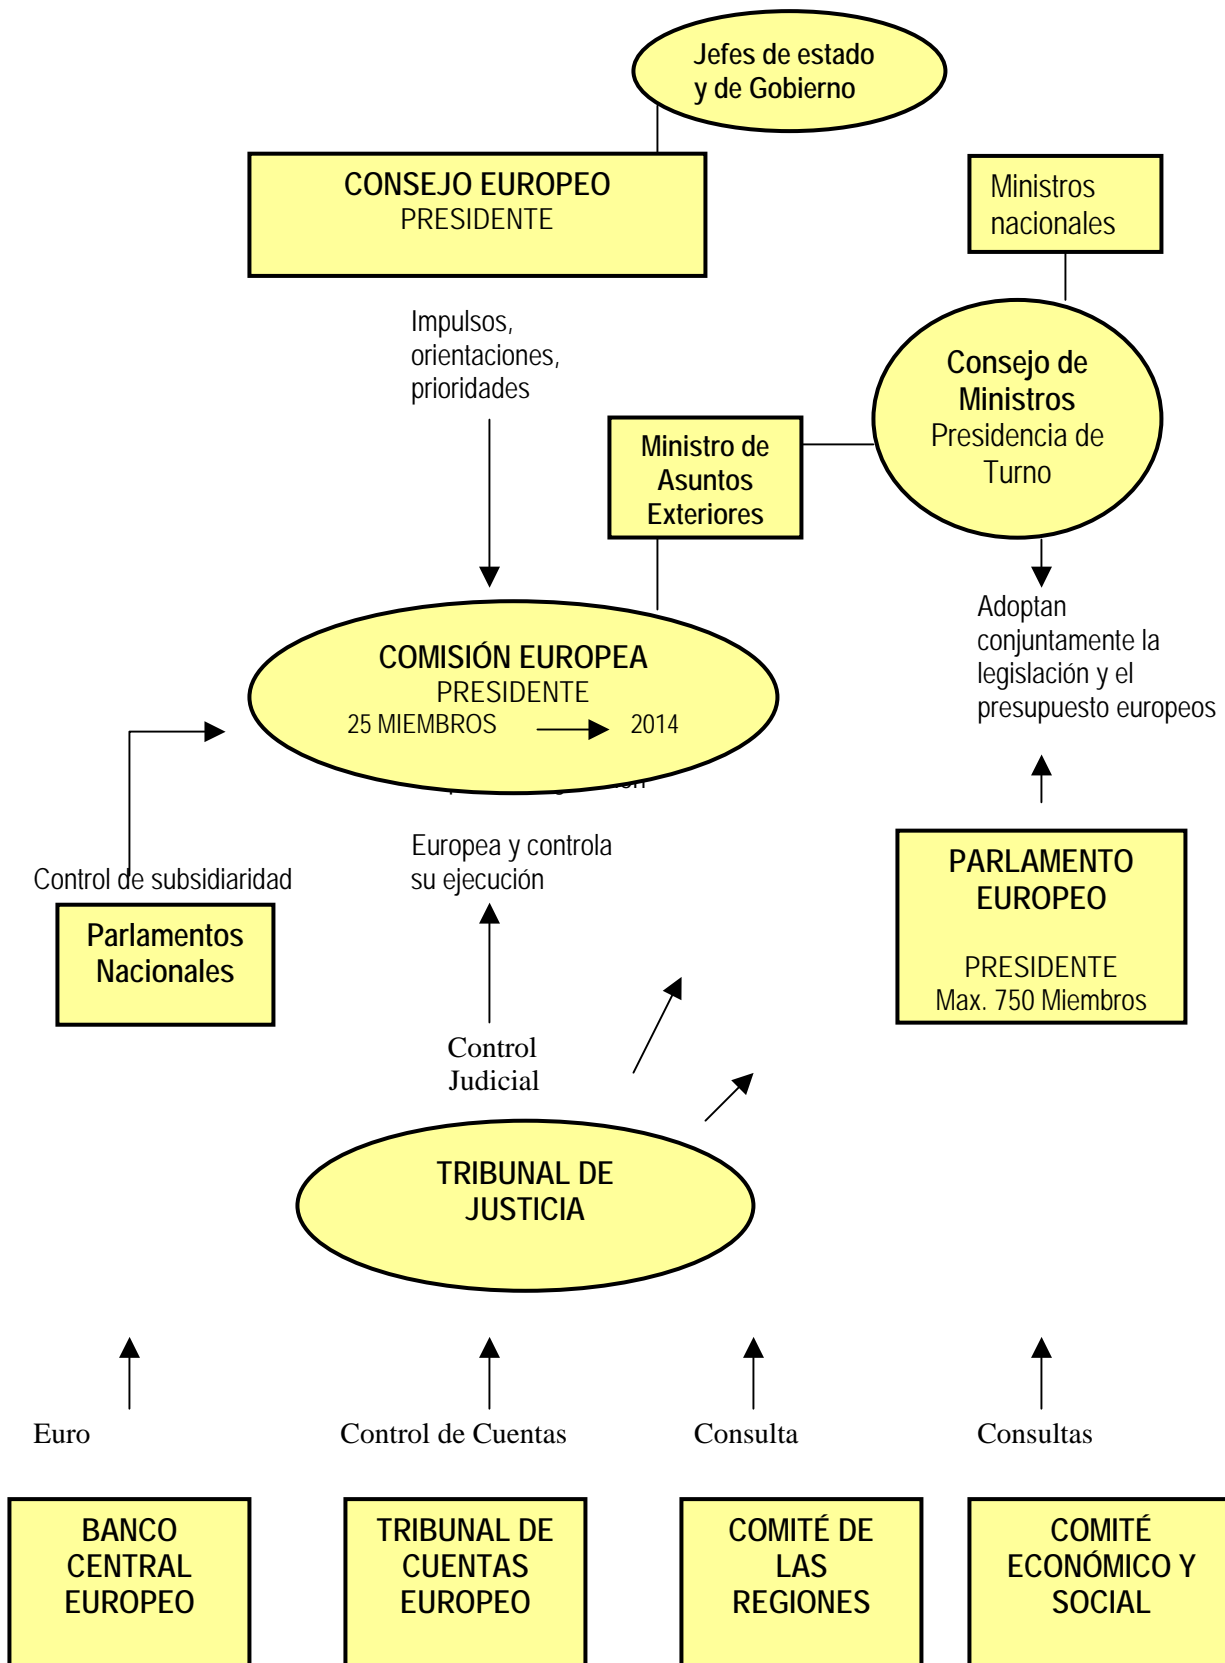 Jefes de estado
y de Gobierno
CONSEJO EUROPEO
PRESIDENTE
Ministros
nacionales
Impulsos,
orientaciones,
prioridades
Consejo de
Ministros
Presidencia de
Turno
Ministro de
Asuntos
Exteriores
Adoptan
conjuntamente la
legislación y el
presupuesto europeos
COMISIÓN EUROPEA
PRESIDENTE
25 MIEMBROS 2014
Europea y controla
su ejecución
Control de subsidiaridad
Parlamentos
Nacionales
PARLAMENTO
EUROPEO
PRESIDENTE
Max. 750 Miembros
Control
Judicial
TRIBUNAL DE
JUSTICIA
Euro
Control de Cuentas
Consulta
Consultas
BANCO
CENTRAL
EUROPEO
TRIBUNAL DE
CUENTAS
EUROPEO
COMITÉ DE
LAS
REGIONES
COMITÉ
ECONÓMICO Y
SOCIAL